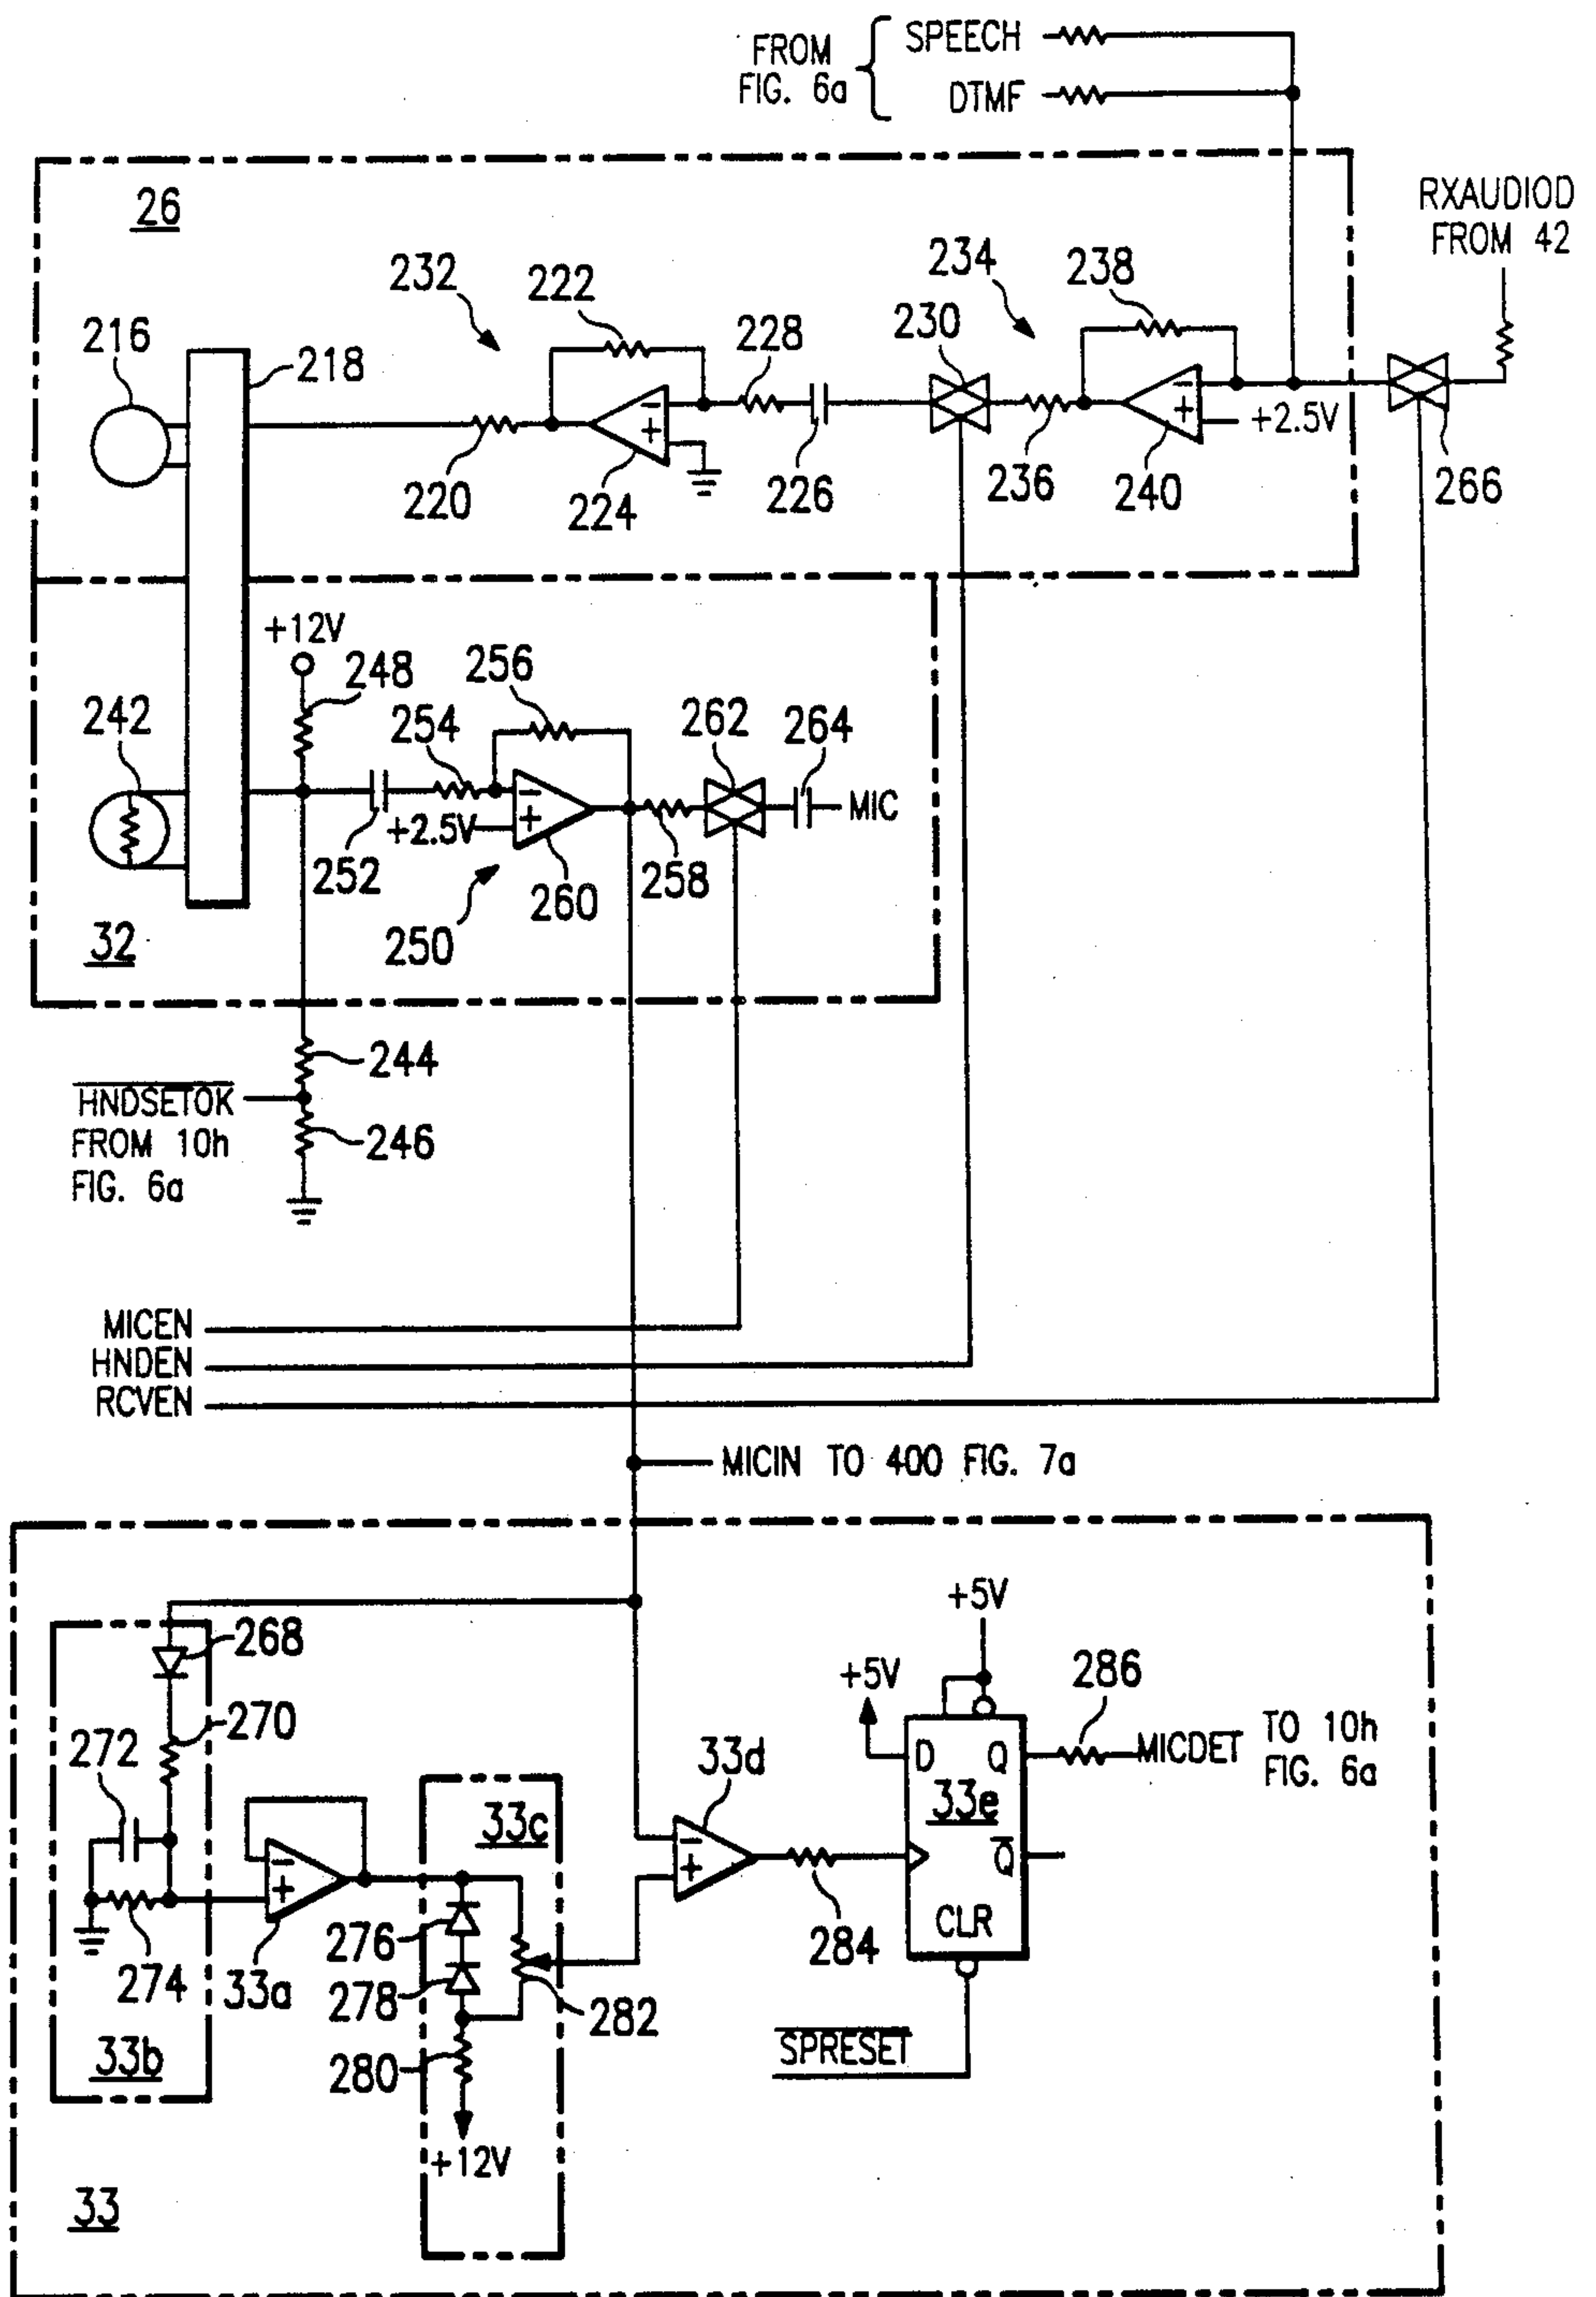 FROM
FIG. 6a
SPEECH
DTMF
26
RXAUDIOD
FROM 42
232
222
234
238
216
218
228
230
+2.5V
220
224
226
236
240
266
+12V
248
256
242
254
262
264
MIC
+2.5V
252
260
258
250
32
244
HNDSETOK
FROM 10h
FIG. 6a
246
MICEN
HNDEN
RCVEN
MICIN TO 400 FIG. 7a
+5V
268
+5V
286
270
D
Q
MICDET
TO 10h
FIG. 6a
272
33d
33e
33c
Q
276
CLR
284
274
33a
278
282
33b
280
SPRESET
+12V
33